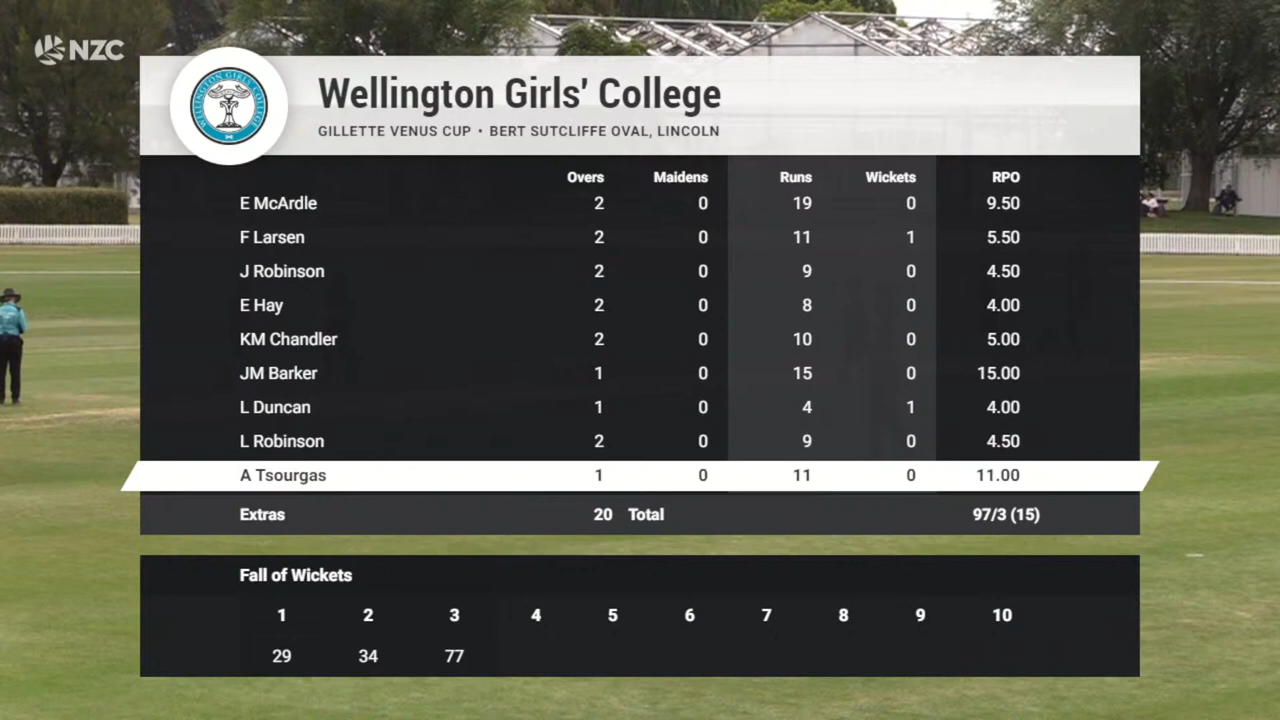 NZC
WELLINGTON GIRLS COLLEGE
Wellington Girls' College
GILLETTE VENUS CUP • BERT SUTCLIFFE OVAL, LINCOLN
Overs Maidens Runs Wickets RPO
E McArdle 2 0 19 0 9.50
F Larsen 2 0 11 1 5.50
J Robinson 2 0 9 0 4.50
E Hay 2 0 8 0 4.00
KM Chandler 2 0 10 0 5.00
JM Barker 1 0 15 0 15.00
L Duncan 1 0 4 1 4.00
L Robinson 2 0 9 0 4.50
A Tsourgas 1 0 11 0 11.00
Extras 20 Total 97/3 (15)
Fall of Wickets
1 2 3 4 5 6 7 8 9 10
29 34 77